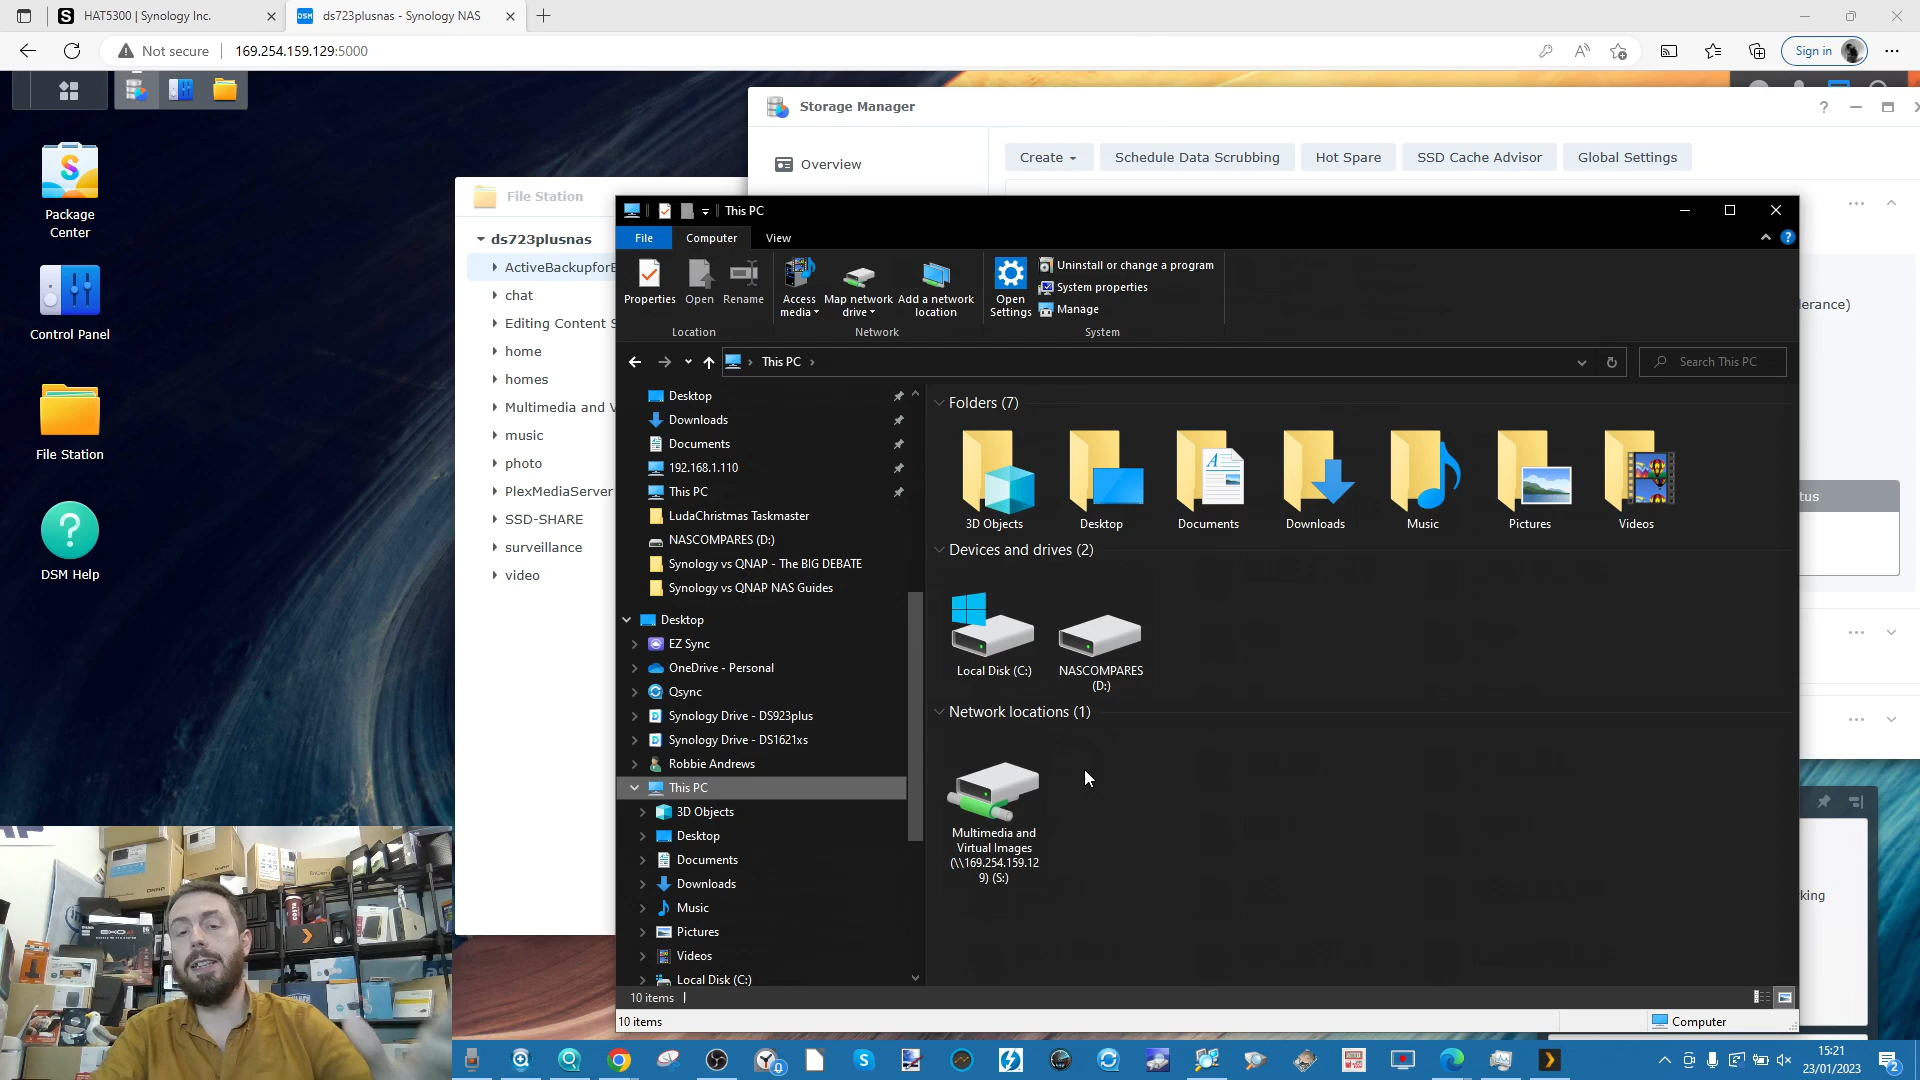 HAT5300 | Synology Inc.
ds723plusnas - Synology NAS
Not secure
169.254.159.129:5000
Sign in
Package
Center
Control Panel
File Station
DSM Help
Storage Manager
Overview
Create
Schedule Data Scrubbing
Hot Spare
SSD Cache Advisor
Global Settings
File Station
ds723plusnas
ActiveBackupforB
chat
Editing Content S
home
homes
Multimedia and V
music
photo
PlexMediaServer
SSD-SHARE
surveillance
video
This PC
File
Computer
View
Properties
Open
Rename
Location
Access
media
Map network
drive
Add a network
location
Network
Open
Settings
Uninstall or change a program
System properties
Manage
System
This PC
Search This PC
Desktop
Downloads
Documents
192.168.1.110
This PC
LudaChristmas Taskmaster
NASCOMPARES (D:)
Synology vs QNAP - The BIG DEBATE
Synology vs QNAP NAS Guides
Desktop
EZ Sync
OneDrive - Personal
Qsync
Synology Drive - DS923plus
Synology Drive - DS1621xs
Robbie Andrews
This PC
3D Objects
Desktop
Documents
Downloads
Music
Pictures
Videos
Local Disk (C:)
Folders (7)
3D Objects
Desktop
Documents
Downloads
Music
Pictures
Videos
Devices and drives (2)
Local Disk (C:)
NASCOMPARES
(D:)
Network locations (1)
Multimedia and
Virtual Images
(\\169.254.159.12
9) (S:)
10 items
10 items
Computer
lerance)
tus
king
15:21
23/01/2023
2